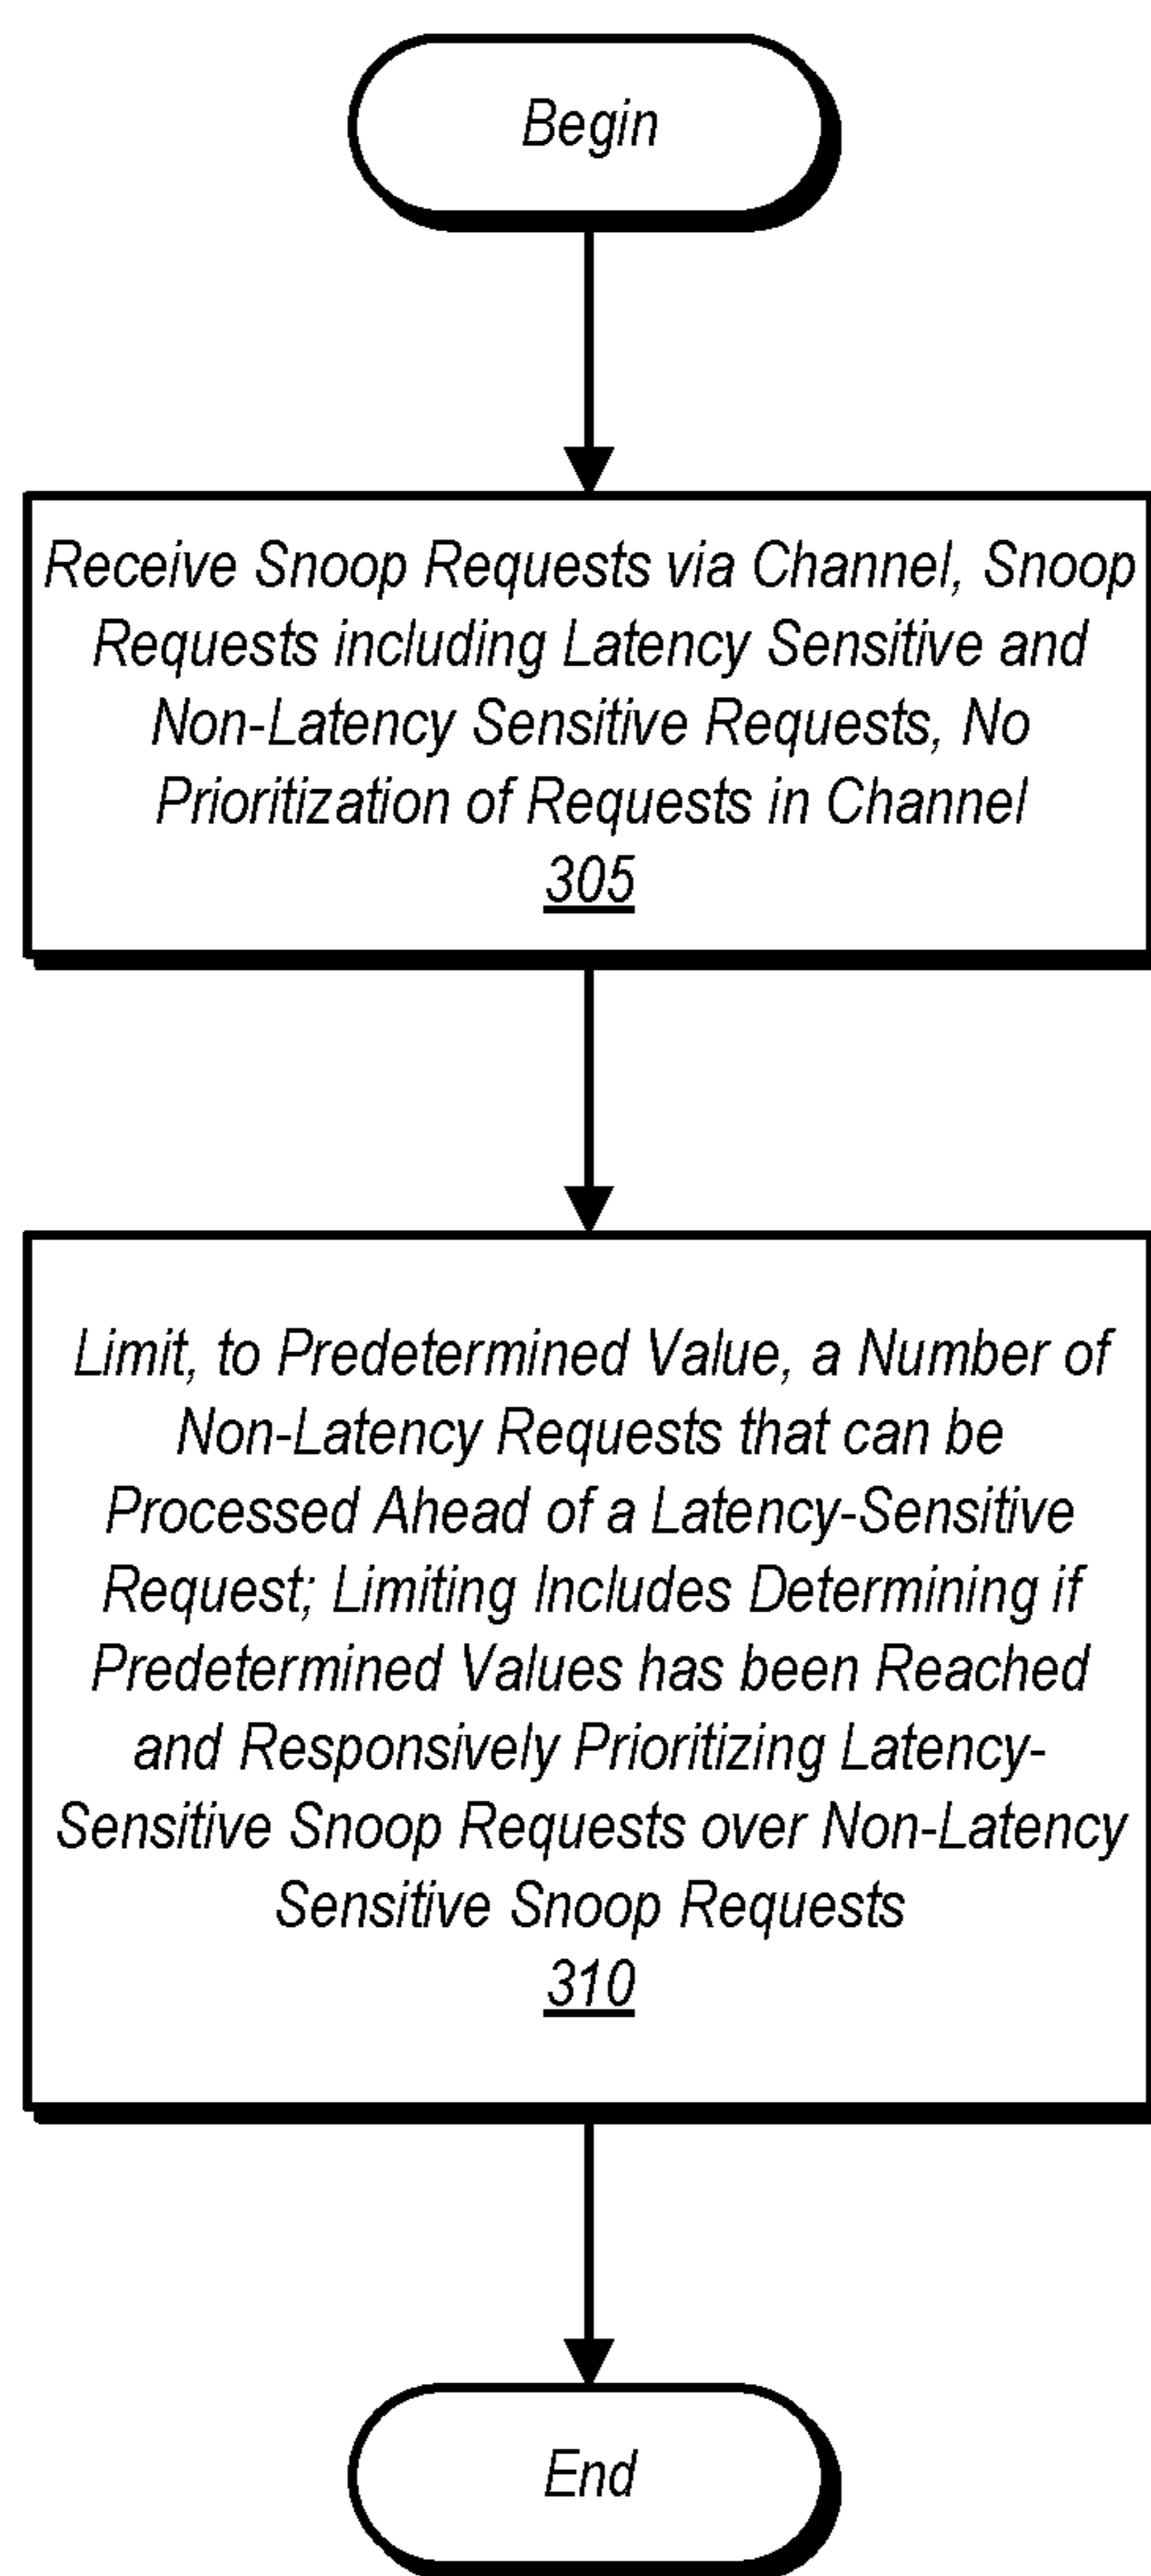 Begin
Receive Snoop Requests via Channel, Snoop
Requests including Latency Sensitive and
Non-Latency Sensitive Requests, No
Prioritization of Requests in Channel
305
Limit, to Predetermined Value, a Number of
Non-Latency Requests that can be
Processed Ahead of a Latency-Sensitive
Request; Limiting Includes Determining if
Predetermined Values has been Reached
and Responsively Prioritizing Latency-
Sensitive Snoop Requests over Non-Latency
Sensitive Snoop Requests
310
End